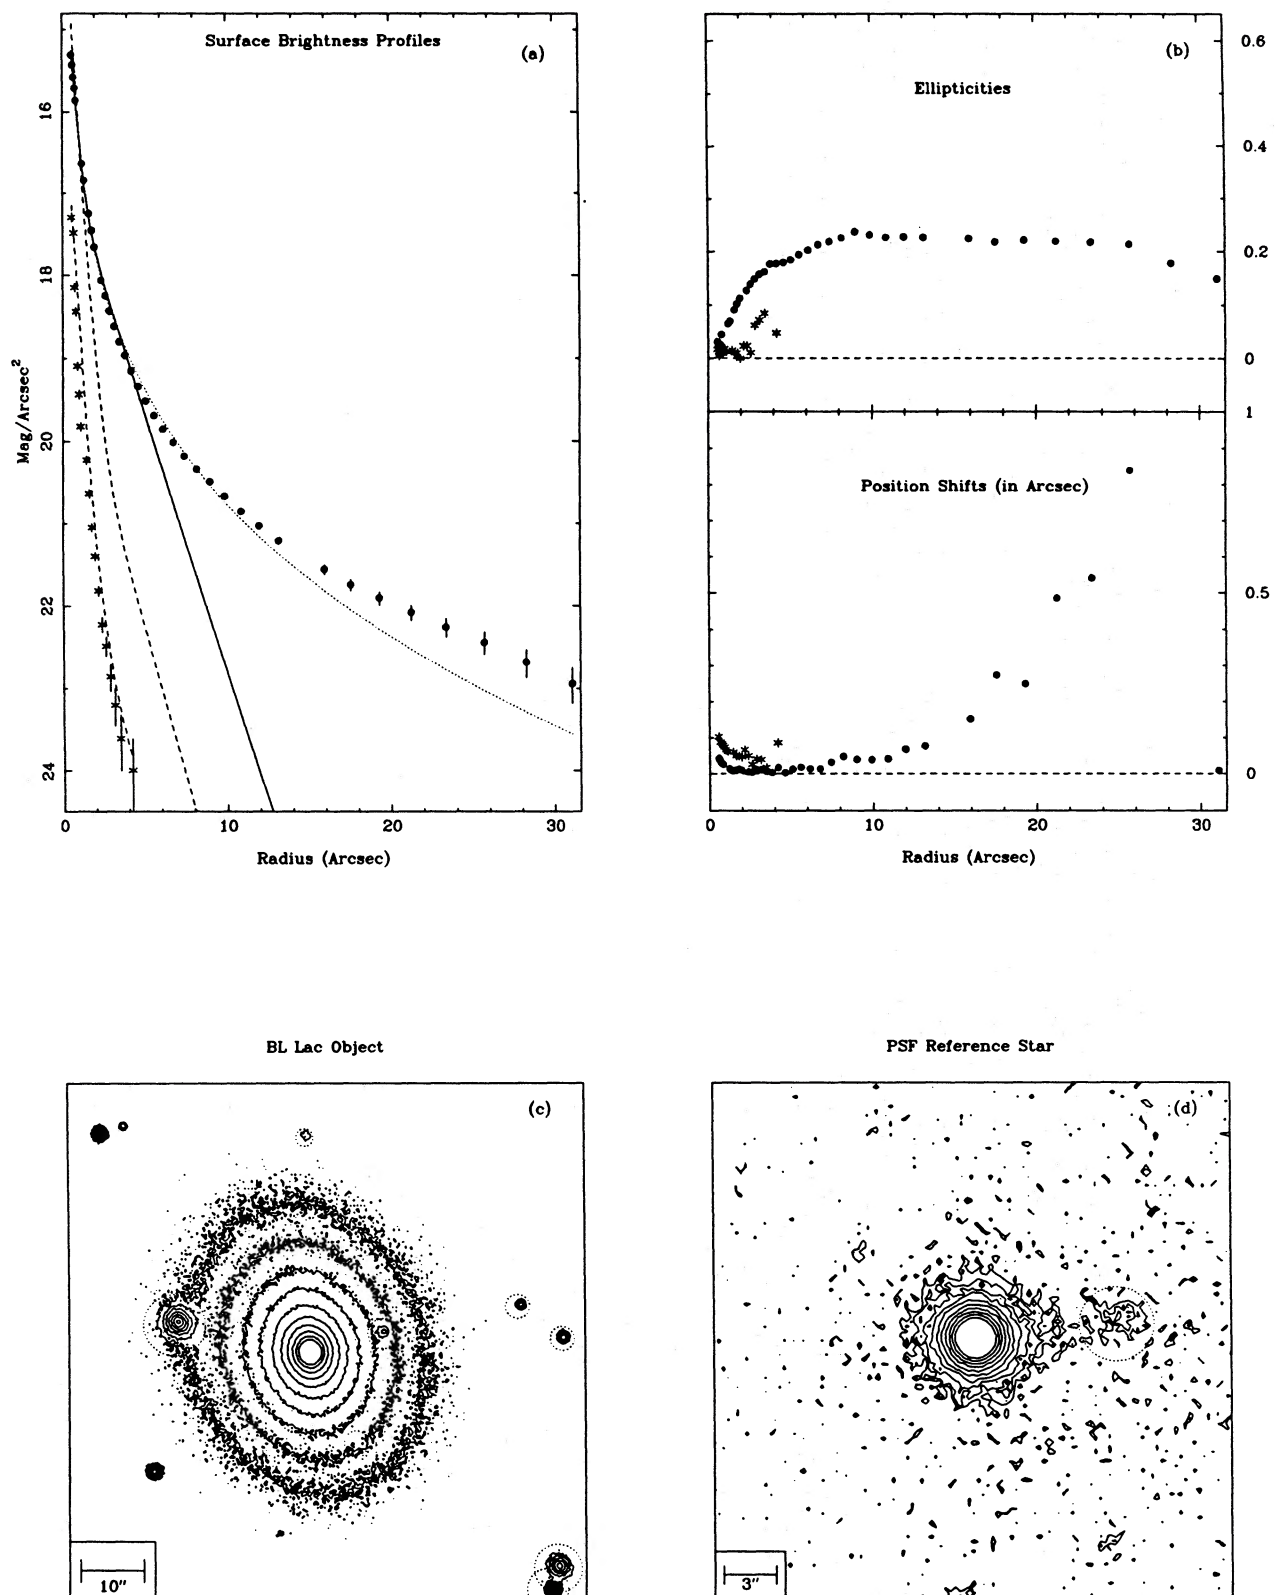 Surface Brightness Profiles
(a)
16
18
20
22
24
Mag/Arcsec²
0 10 20 30
Radius (Arcsec)
(b)
Ellipticities
0.6
0.4
0.2
0
1
Position Shifts (in Arcsec)
0.5
0
0 10 20 30
Radius (Arcsec)
BL Lac Object
(c)
10"
PSF Reference Star
(d)
3"